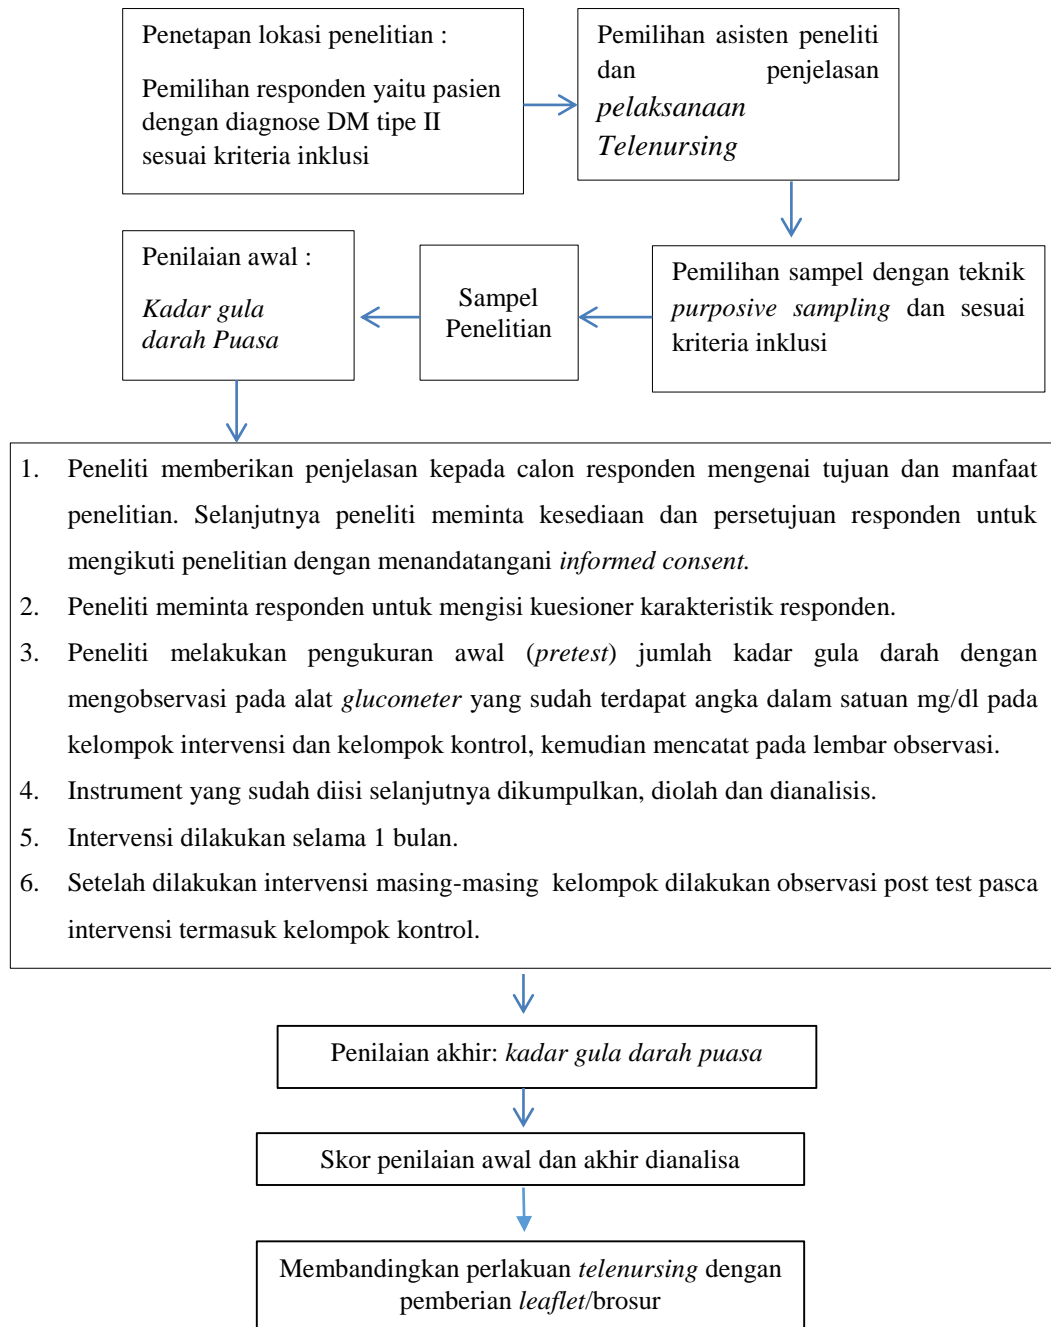 Penetapan lokasi penelitian :
Pemilihan responden yaitu pasien
dengan diagnose DM tipe II
sesuai kriteria inklusi
Pemilihan asisten peneliti
dan penjelasan
pelaksanaan
Telenursing
Pemilihan sampel dengan teknik
purposive sampling dan sesuai
kriteria inklusi
Sampel
Penelitian
Penilaian awal :
Kadar gula
darah Puasa
1. Peneliti memberikan penjelasan kepada calon responden mengenai tujuan dan manfaat
penelitian. Selanjutnya peneliti meminta kesediaan dan persetujuan responden untuk
mengikuti penelitian dengan menandatangani informed consent.
2. Peneliti meminta responden untuk mengisi kuesioner karakteristik responden.
3. Peneliti melakukan pengukuran awal (pretest) jumlah kadar gula darah dengan
mengobservasi pada alat glucometer yang sudah terdapat angka dalam satuan mg/dl pada
kelompok intervensi dan kelompok kontrol, kemudian mencatat pada lembar observasi.
4. Instrument yang sudah diisi selanjutnya dikumpulkan, diolah dan dianalisis.
5. Intervensi dilakukan selama 1 bulan.
6. Setelah dilakukan intervensi masing-masing kelompok dilakukan observasi post test pasca
intervensi termasuk kelompok kontrol.
Penilaian akhir: kadar gula darah puasa
Skor penilaian awal dan akhir dianalisa
Membandingkan perlakuan telenursing dengan
pemberian leaflet/brosur